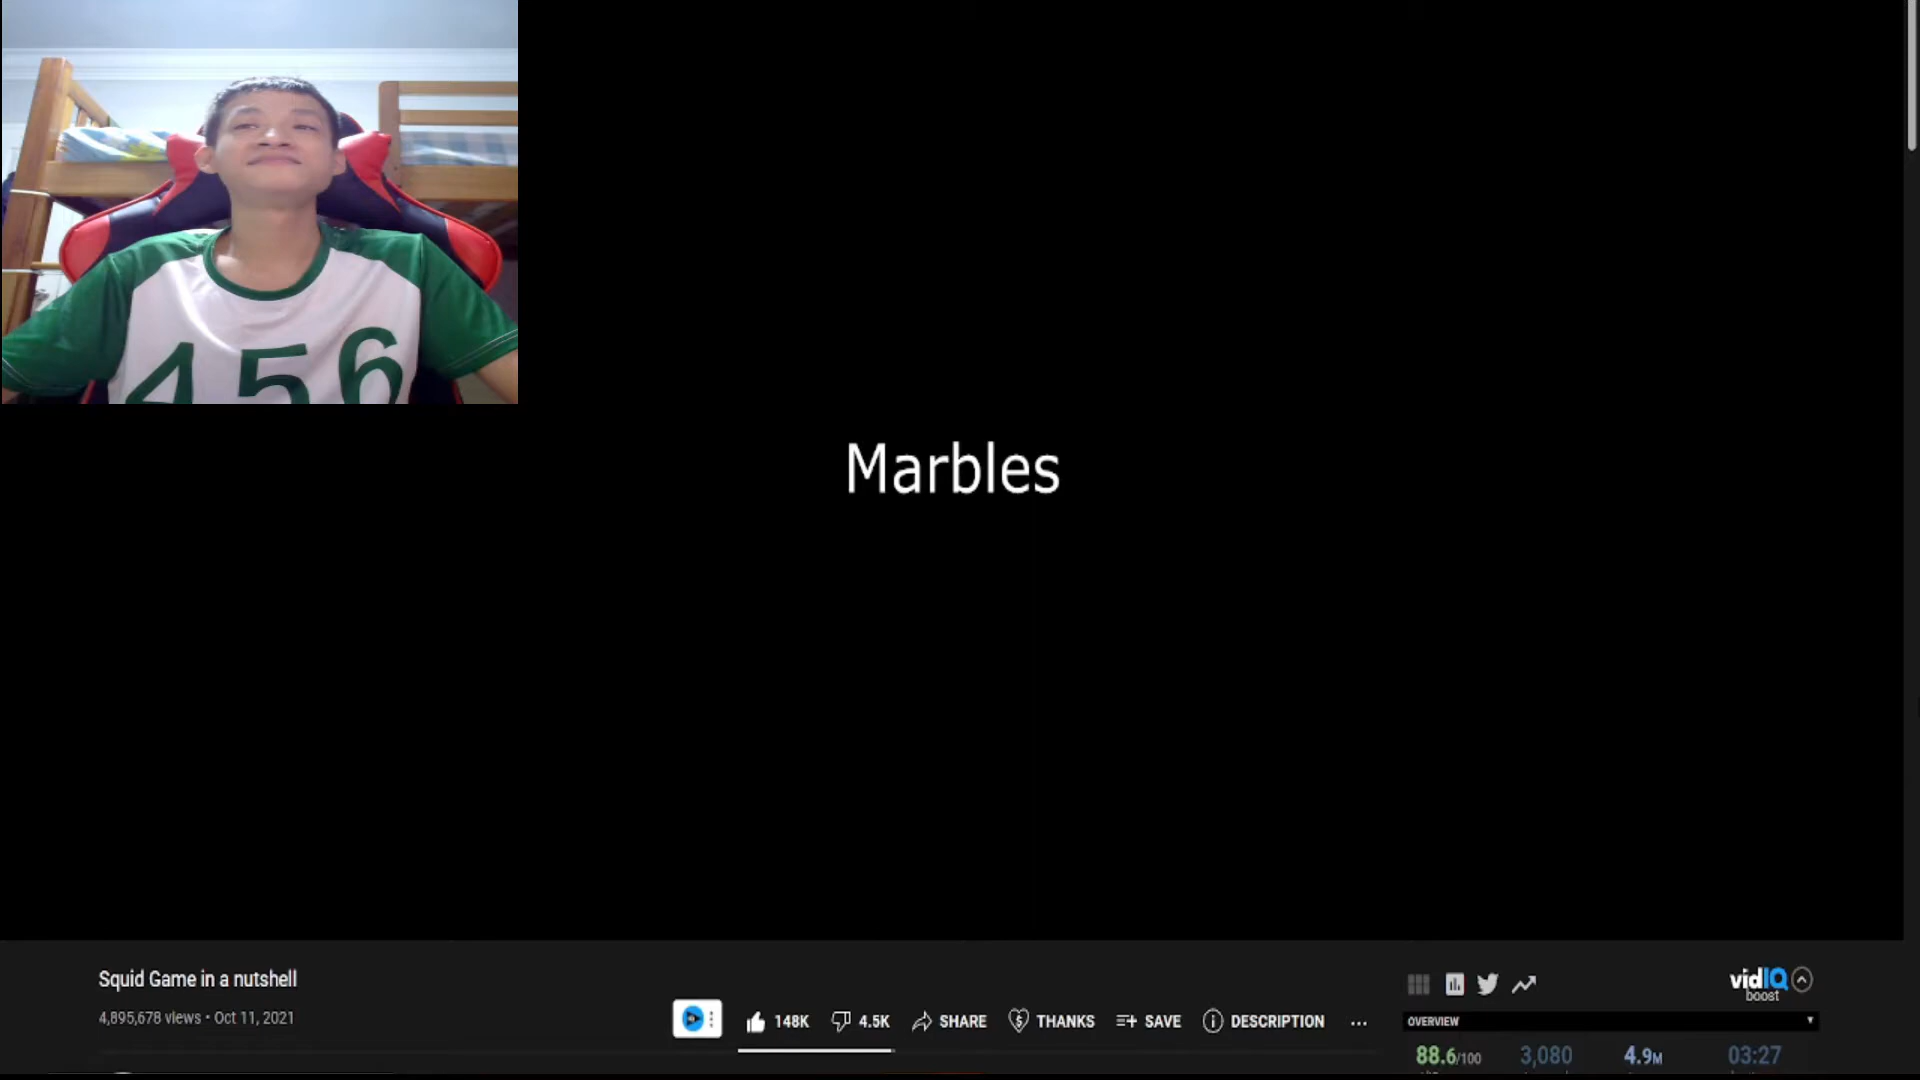 456
Marbles
Squid Game in a nutshell
4,895,678 views • Oct 11, 2021
148K 4.5K SHARE THANKS SAVE DESCRIPTION ...
vidIQ
boost
OVERVIEW
88.6/100 3,080 4.9M 03:27